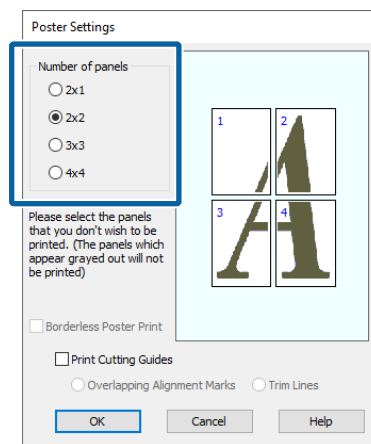 Poster Settings
Number of panels
2x1
2x2
3x3
4x4
1
2
3
4
Please select the panels
that you don't wish to be
printed. (The panels which
appear grayed out will not
be printed)
Borderless Poster Print
Print Cutting Guides
Overlapping Alignment Marks
Trim Lines
OK
Cancel
Help